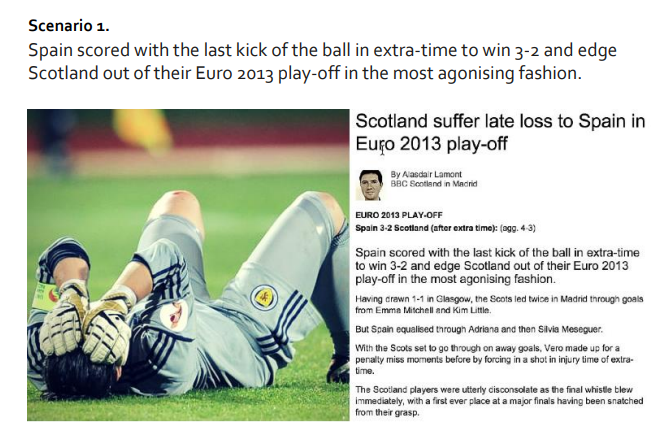 Scenario 1.
Spain scored with the last kick of the ball in extra-time to win 3-2 and edge
Scotland out of their Euro 2013 play-off in the most agonising fashion.
Scotland suffer late loss to Spain in
Euro 2013 play-off
By Alasdair Lamont
BBC Scotland in Madrid
EURO 2013 PLAY-OFF
Spain 3-2 Scotland (after extra time): (agg. 4-3)
Spain scored with the last kick of the ball in extra-time
to win 3-2 and edge Scotland out of their Euro 2013
play-off in the most agonising fashion.
Having drawn 1-1 in Glasgow, the Scots led twice in Madrid through goals
from Emma Mitchell and Kim Little.
But Spain equalised through Adriana and then Silvia Meseguer.
With the Scots set to go through on away goals, Vero made up for a
penalty miss moments before by forcing in a shot in injury time of extra-
time.
The Scotland players were utterly disconsolate as the final whistle blew
immediately, with a first ever place at a major finals having been snatched
from their grasp.